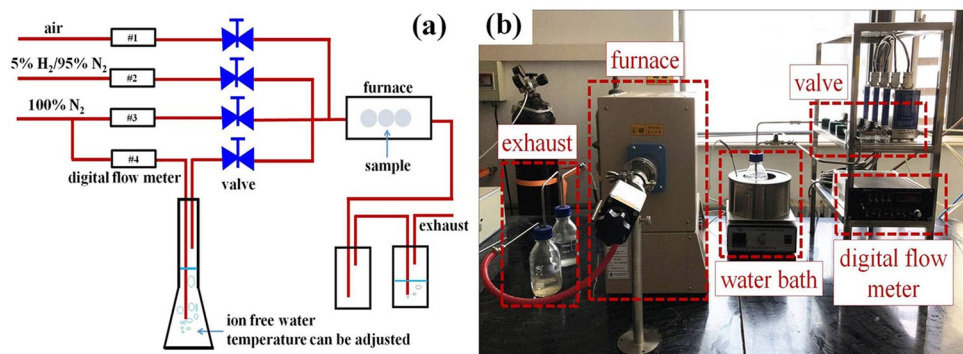 (a)
air
#1
5% H₂/95% N₂
#2
100% N₂
#3
#4
digital flow meter
valve
furnace
sample
exhaust
ion free water
temperature can be adjusted
(b)
furnace
valve
exhaust
water bath
digital flow
meter